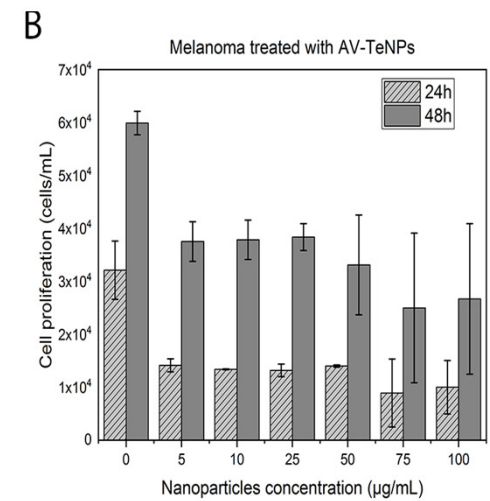 B
Melanoma treated with AV-TeNPs
24h
48h
7x10⁴
6x10⁴
5x10⁴
4x10⁴
3x10⁴
2x10⁴
1x10⁴
0
Cell proliferation (cells/mL)
0 5 10 25 50 75 100
Nanoparticles concentration (μg/mL)